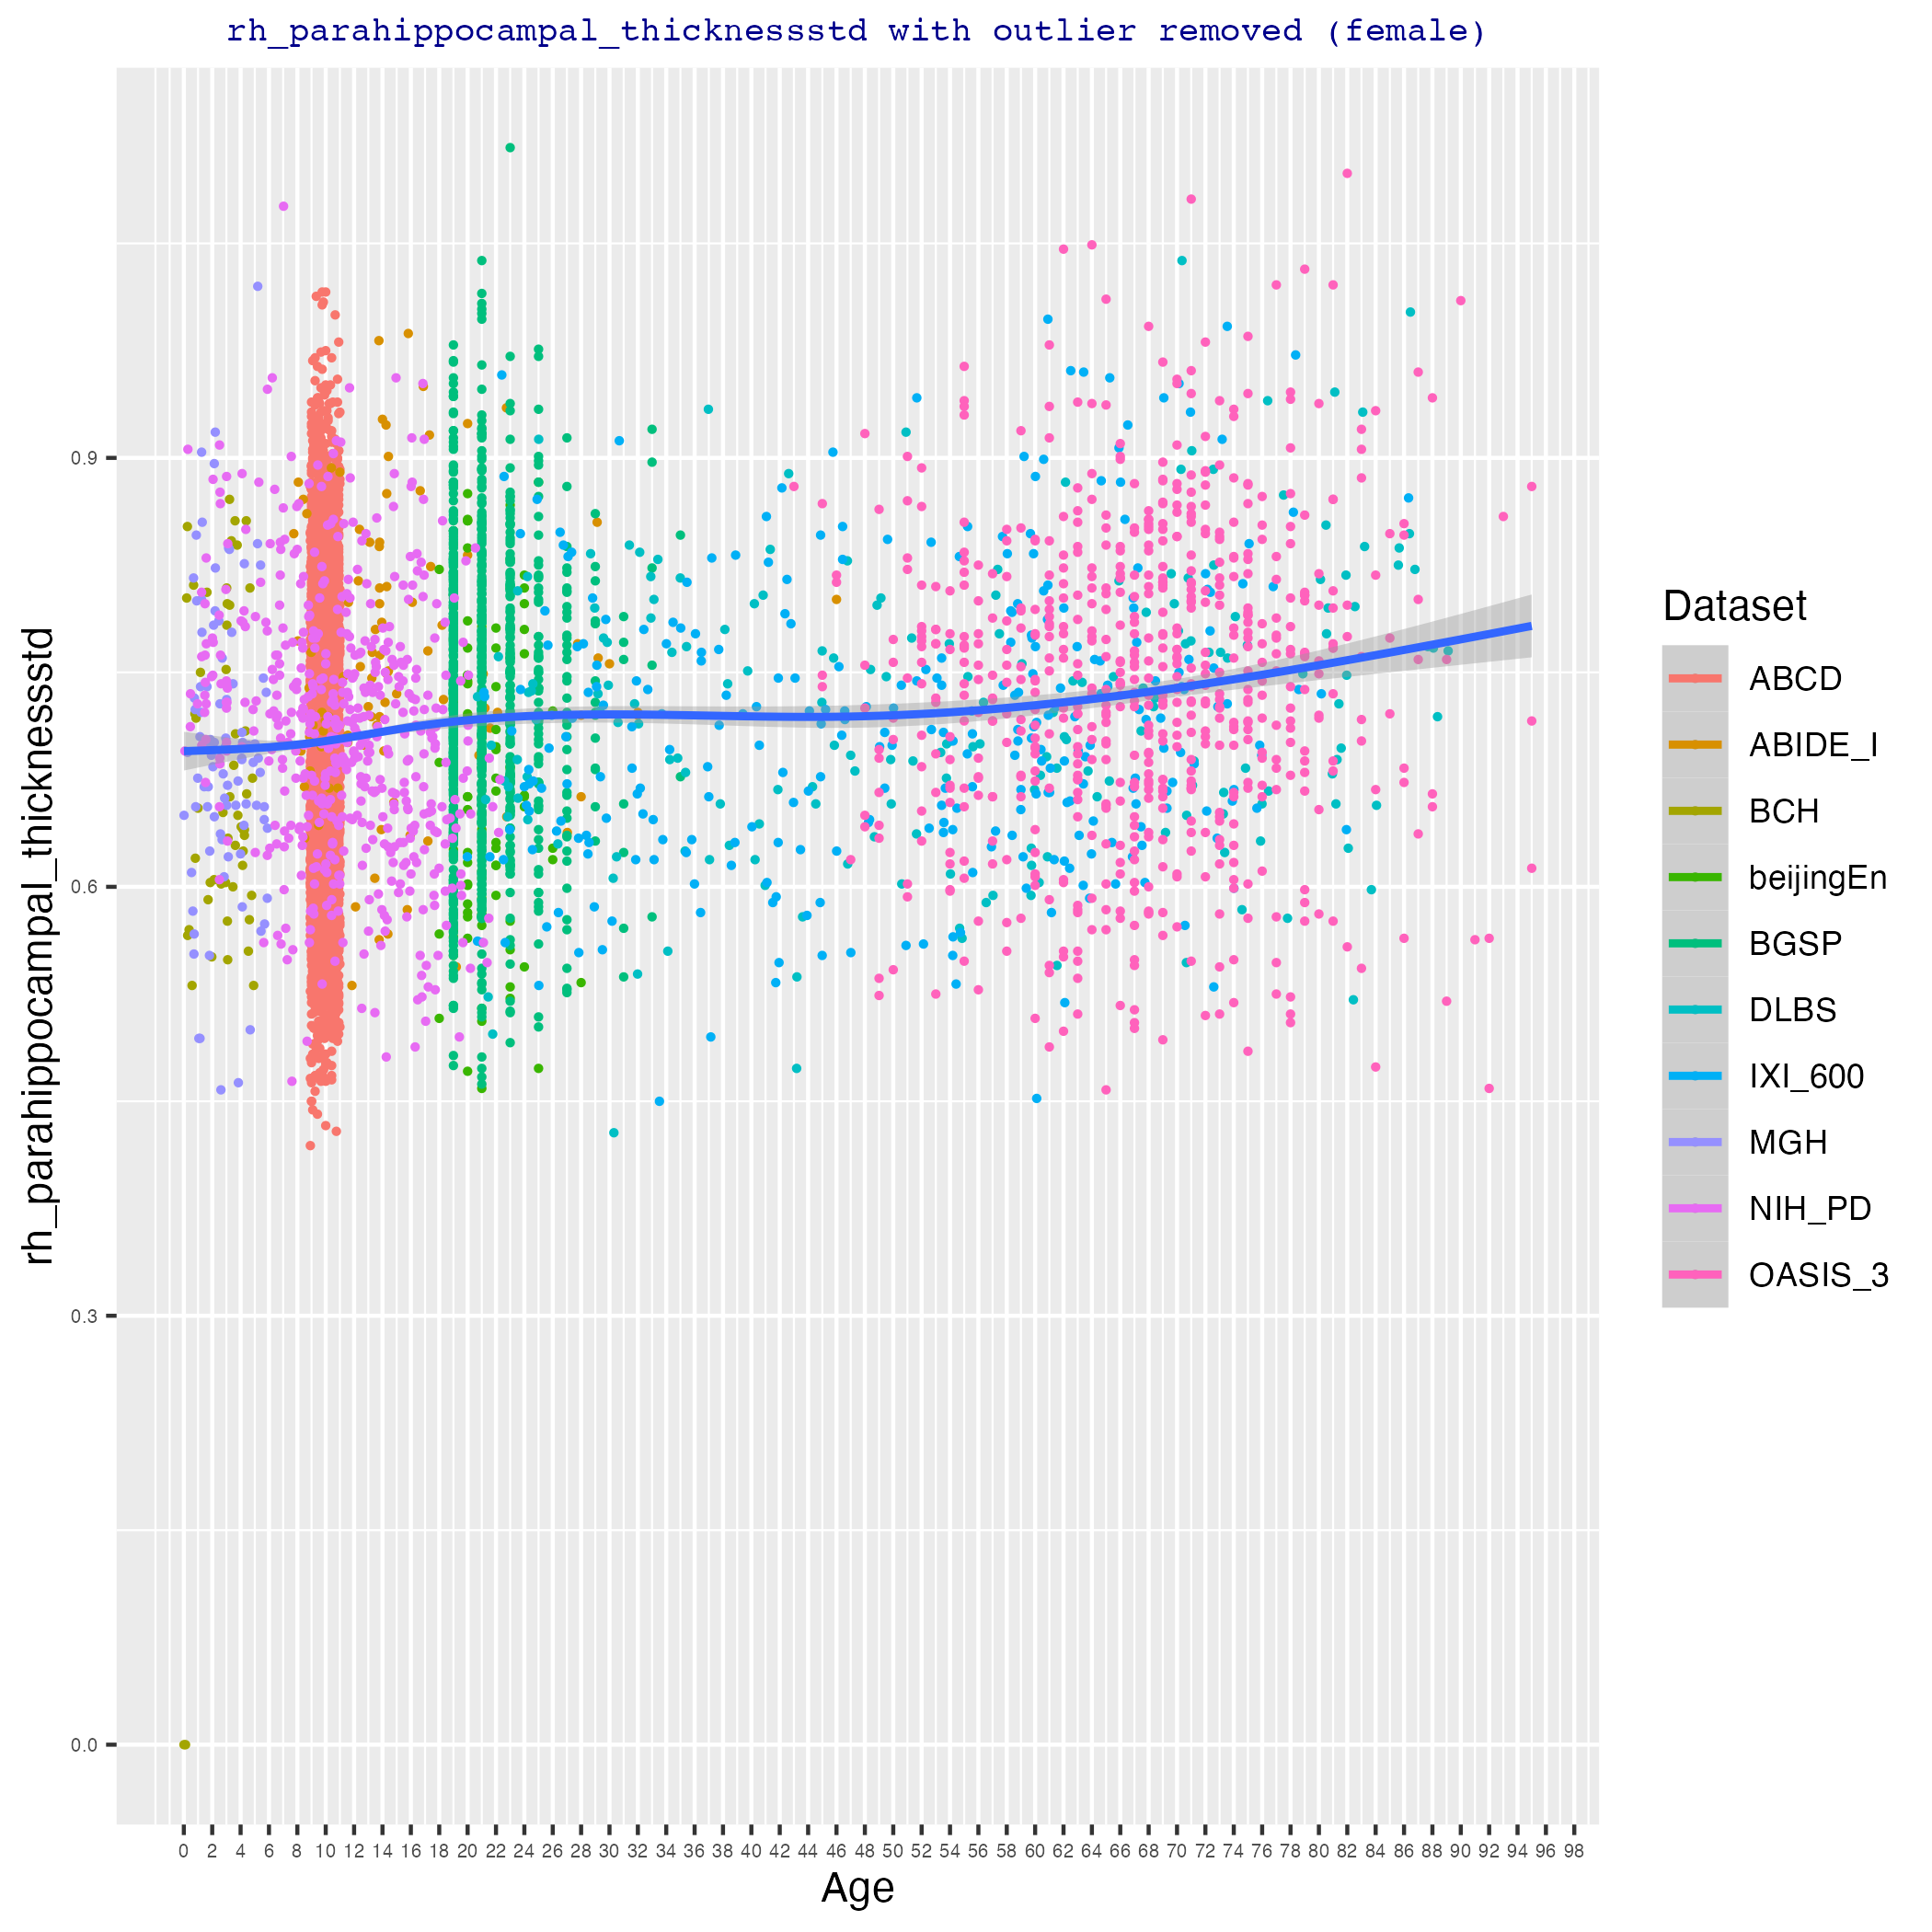 rh_parahippocampal_thicknessstd with outlier removed (female)
rh_parahippocampal_thicknessstd
0.9
0.6
0.3
0.0
0 2 4 6 8 10 12 14 16 18 20 22 24 26 28 30 32 34 36 38 40 42 44 46 48 50 52 54 56 58 60 62 64 66 68 70 72 74 76 78 80 82 84 86 88 90 92 94 96 98
Age
Dataset
ABCD
ABIDE_I
BCH
beijingEn
BGSP
DLBS
IXI_600
MGH
NIH_PD
OASIS_3